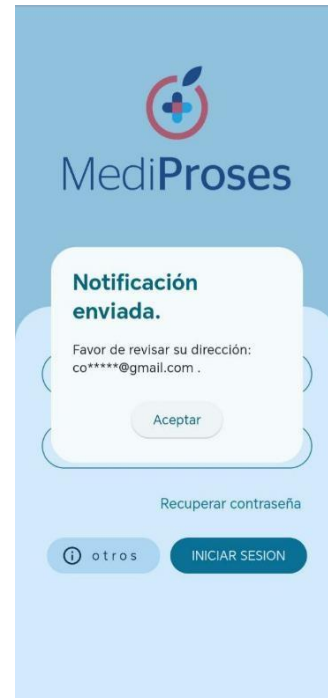 MediProses
Notificación
enviada.
Favor de revisar su dirección:
co*****@gmail.com .
Aceptar
Recuperar contraseña
otros
INICIAR SESION